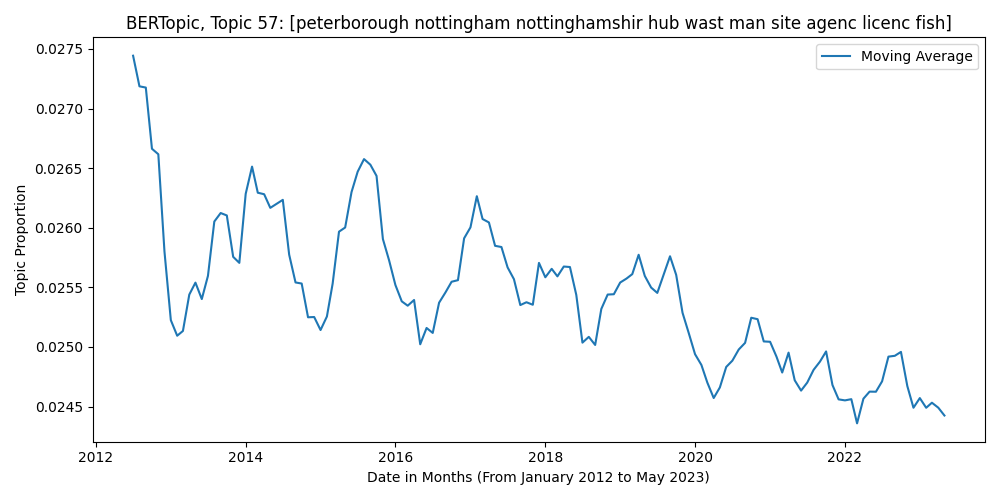 BERTopic, Topic 57: [peterborough nottingham nottinghamshir hub wast man site agenc licenc fish]
Moving Average
Topic Proportion
0.0275
0.0270
0.0265
0.0260
0.0255
0.0250
0.0245
2012 2014 2016 2018 2020 2022
Date in Months (From January 2012 to May 2023)